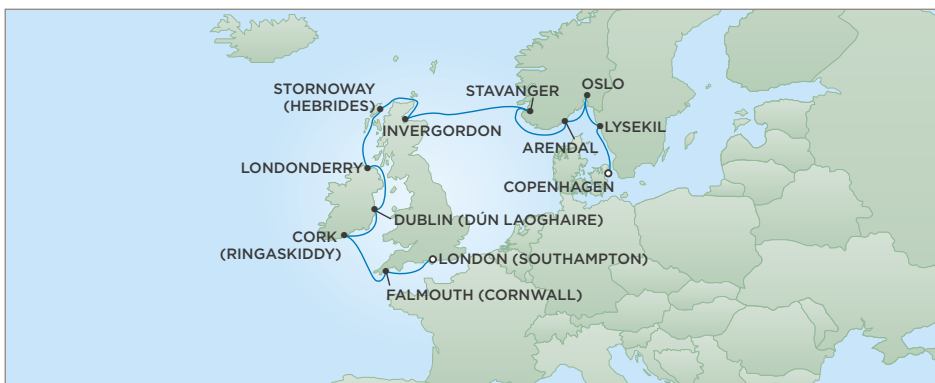 STORNOWAY
(HEBRIDES)
STAVANGER
OSLO
INVERGORDON
LYSEKIL
ARENDAL
LONDONDERRY
COPENHAGEN
DUBLIN (DÚN LAOGHAIRE)
CORK
(RINGASKIDDY)
LONDON (SOUTHAMPTON)
FALMOUTH (CORNWALL)